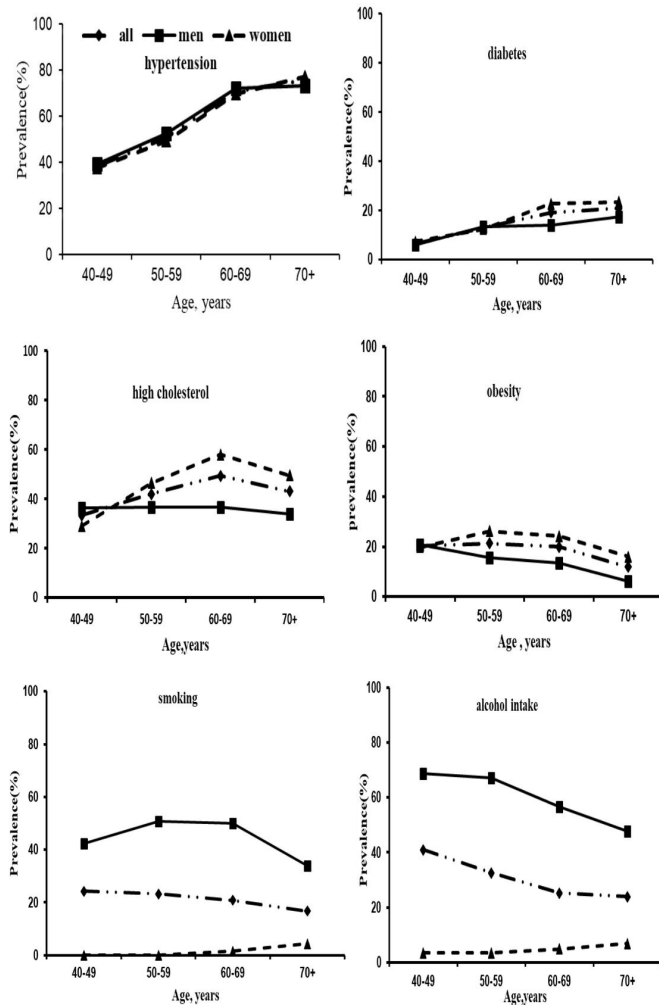 all men women
hypertension
Prevalence(%)
100
80
60
40
20
0
40-49 50-59 60-69 70+
Age, years
diabetes
Prevalence(%)
100
80
60
40
20
0
40-49 50-59 60-69 70+
Age, years
high cholesterol
Prevalence(%)
100
80
60
40
20
0
40-49 50-59 60-69 70+
Age,years
obesity
prevalence(%)
100
80
60
40
20
0
40-49 50-59 60-69 70+
Age , years
smoking
Prevalence(%)
100
80
60
40
20
0
40-49 50-59 60-69 70+
Age, years
alcohol intake
Prevalence(%)
100
80
60
40
20
0
40-49 50-59 60-69 70+
Age,years